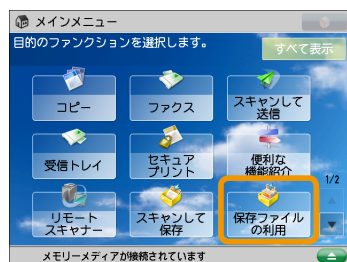 メインメニュー
目的のファンクションを選択します。
すべて表示
コピー
ファクス
スキャンして
送信
受信トレイ
セキュア
プリント
便利な
機能紹介
1/2
リモート
スキャナー
スキャンして
保存
保存ファイル
の利用
メモリーメディアが接続されています